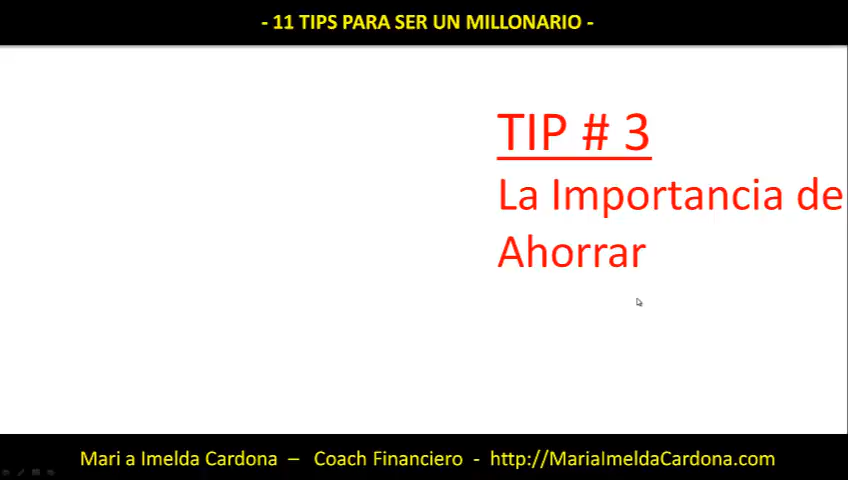 - 11 TIPS PARA SER UN MILLONARIO -
TIP # 3
La Importancia de
Ahorrar
Mari a Imelda Cardona – Coach Financiero - http://MariaImeldaCardona.com